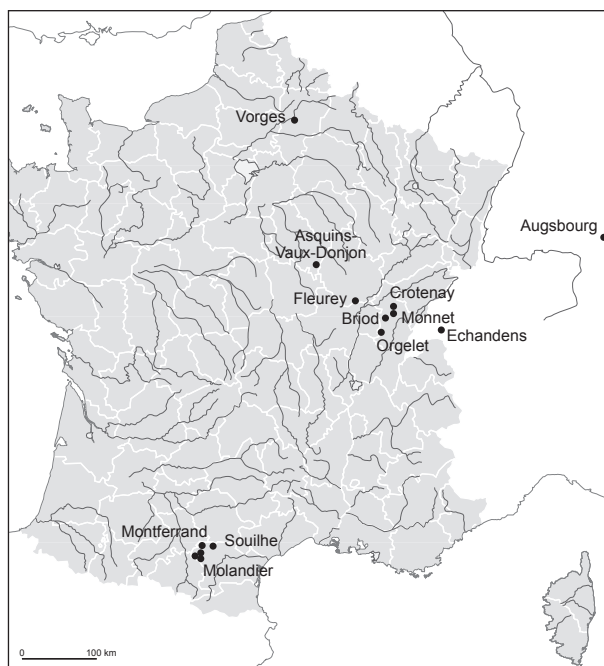 Vorges
Augsbourg
Asquins-
Vaux-Donjon
Fleurey
Crotenay
Briod
Monnet
Echandens
Orgelet
Montferrand
Souilhe
Molandier
0
100 km